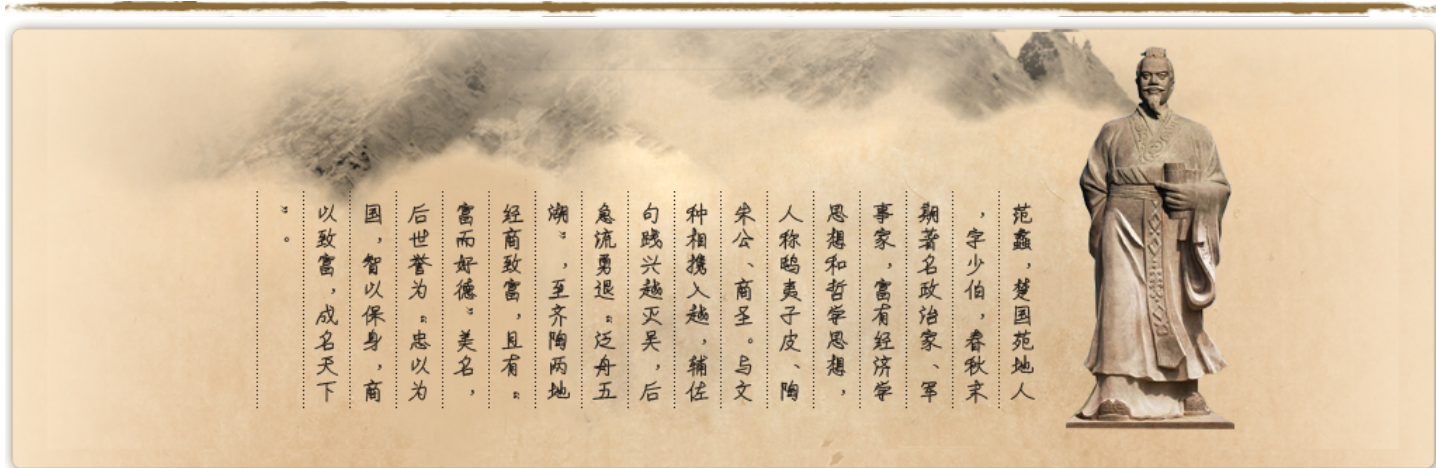 范蠡，楚国苑地人
，字少伯，春秋末
期著名政治家、军
事家，富有经济学
思想和哲学思想，
人称鸱夷子皮、陶
朱公、商圣。与文
种相携入越，辅佐
句践兴越灭吴，后
急流勇退“泛舟五
湖”，至齐陶两地
经商致富，且有“
富而好德”美名，
后世誉为“忠以为
国，智以保身，商
以致富，成名天下
”。